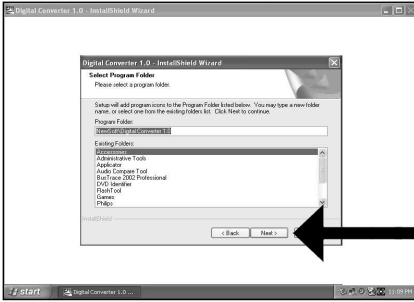 Digital Converter 1.0 - InstallShield Wizard
Digital Converter 1.0 - InstallShield Wizard
Select Program Folder
Please select a program folder.
Setup will add program icons to the Program Folder listed below. You may type a new folder
name, or select one from the existing folders list. Click Next to continue.
Program Folder:
NewSoft\Digital Converter 1.0
Existing Folders:
Accessories
Administrative Tools
Applicator
Audio Compare Tool
BusTrace 2002 Professional
DVD Identifier
FlashTool
Games
Philips
InstallShield
< Back
Next >
start
Digital Converter 1.0 ...
11:09 PM